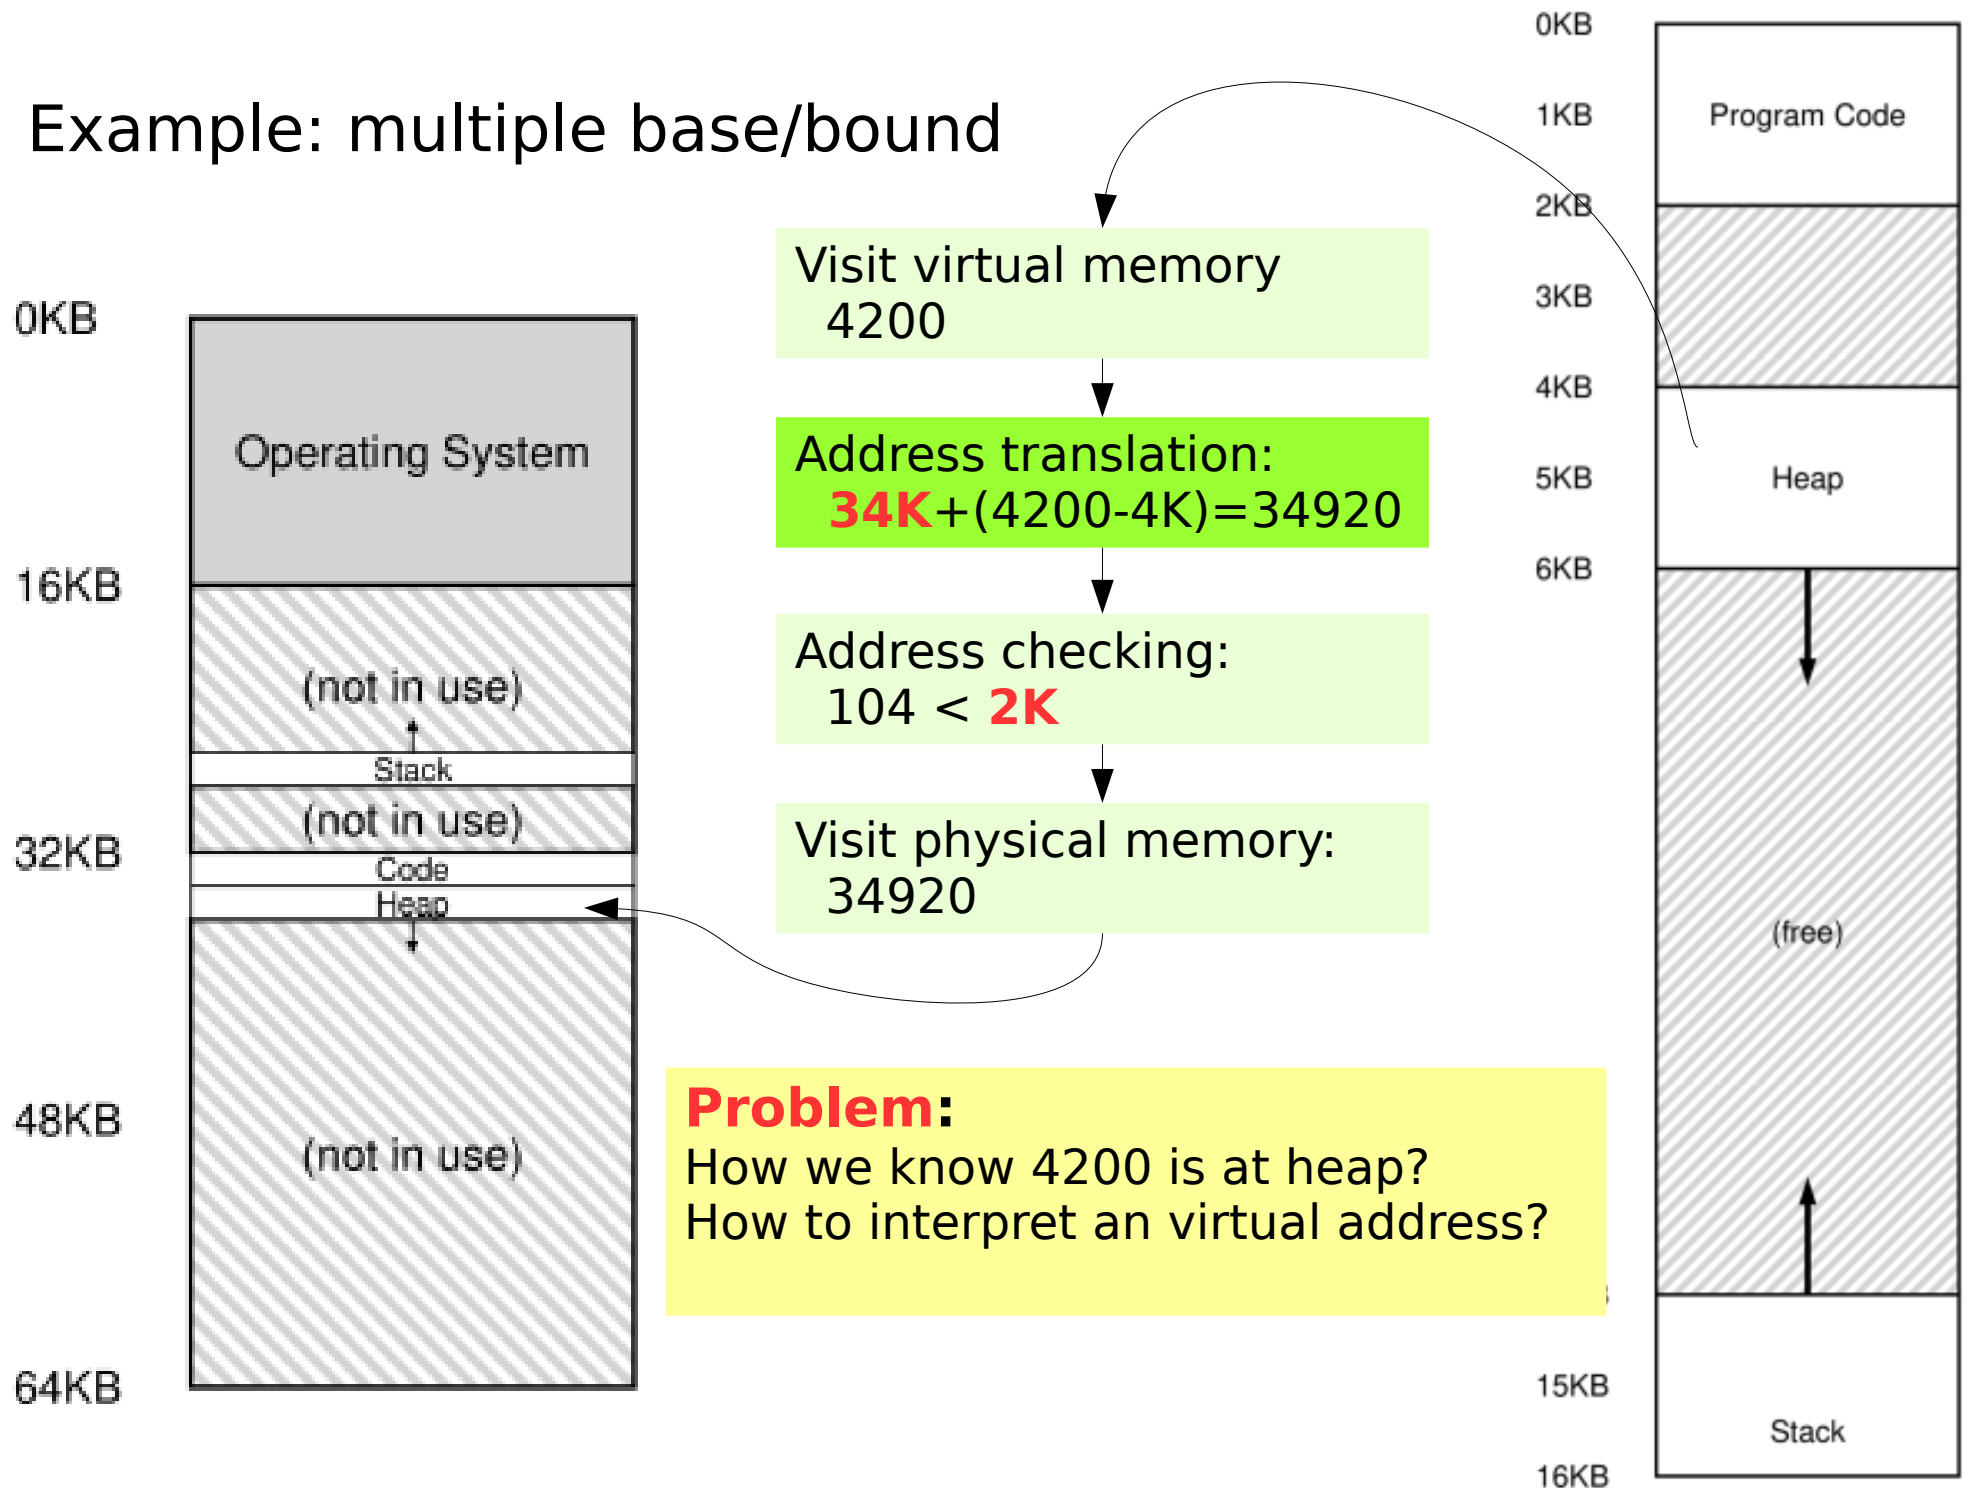 Example: multiple base/bound
0KB
16KB
32KB
48KB
64KB
Operating System
(not in use)
Stack
(not in use)
Code
Heap
(not in use)
Visit virtual memory
4200
Address translation:
34K+(4200-4K)=34920
Address checking:
104 < 2K
Visit physical memory:
34920
Problem:
How we know 4200 is at heap?
How to interpret an virtual address?
0KB
1KB
2KB
3KB
4KB
5KB
6KB
15KB
16KB
Program Code
Heap
(free)
Stack